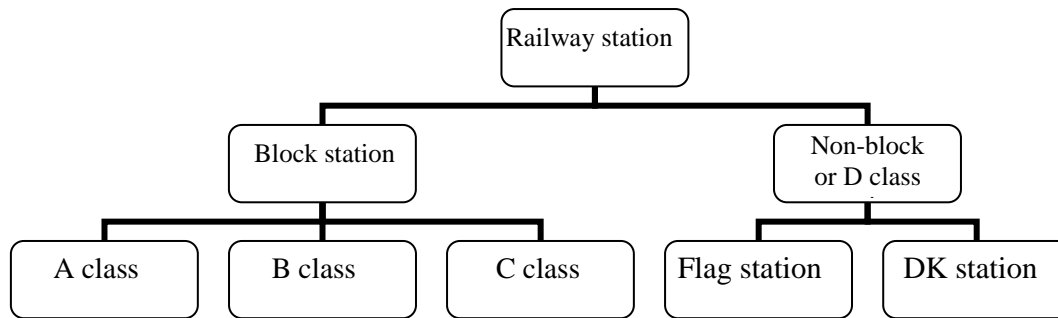 Railway station
Block station
Non-block
or D class
A class
B class
C class
Flag station
DK station